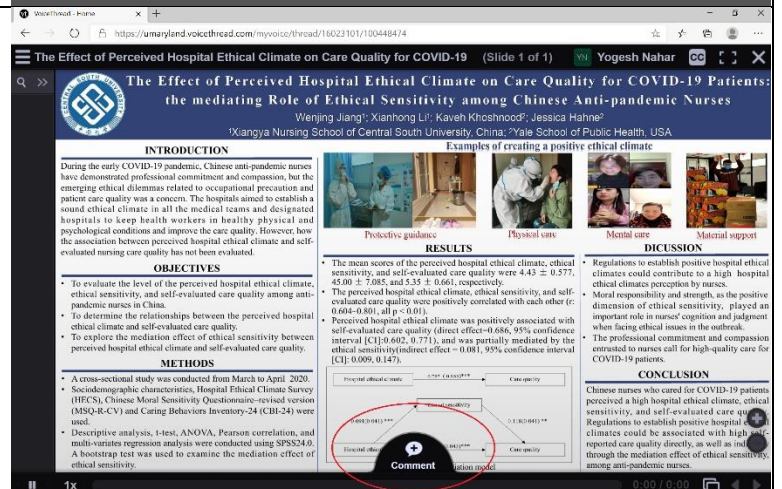 VoiceThread - Home
https://umaryland.voicethread.com/myvoice/thread/16023101/100448474
The Effect of Perceived Hospital Ethical Climate on Care Quality for COVID-19 (Slide 1 of 1) YN Yogesh Nahar CC
The Effect of Perceived Hospital Ethical Climate on Care Quality for COVID-19 Patients:
the mediating Role of Ethical Sensitivity among Chinese Anti-pandemic Nurses
Wenjing Jiang¹; Xianhong Li¹; Kaveh Khoshnood²; Jessica Hahne²
¹Xiangya Nursing School of Central South University, China; ²Yale School of Public Health, USA
INTRODUCTION
During the early COVID-19 pandemic, Chinese anti-pandemic nurses
have demonstrated professional commitment and compassion, but the
emerging ethical dilemmas related to occupational precaution and
patient care quality was a concern. The hospitals aimed to establish a
sound ethical climate in all the medical teams and designated
hospitals to keep health workers in healthy physical and
psychological conditions and improve the care quality. However, how
the association between perceived hospital ethical climate and self-
evaluated nursing care quality has not been evaluated.
OBJECTIVES
• To evaluate the level of the perceived hospital ethical climate,
ethical sensitivity, and self-evaluated care quality among anti-
pandemic nurses in China.
• To determine the relationships between the perceived hospital
ethical climate and self-evaluated care quality.
• To explore the mediation effect of ethical sensitivity between
perceived hospital ethical climate and self-evaluated care quality.
METHODS
• A cross-sectional study was conducted from March to April 2020.
• Sociodemographic characteristics, Hospital Ethical Climate Survey
(HECS), Chinese Moral Sensitivity Questionnaire–revised version
(MSQ-R-CV) and Caring Behaviors Inventory-24 (CBI-24) were
used.
• Descriptive analysis, t-test, ANOVA, Pearson correlation, and
multi-variates regression analysis were conducted using SPSS24.0.
A bootstrap test was used to examine the mediation effect of
ethical sensitivity.
Examples of creating a positive ethical climate
Protective guidance Physical care Mental care Material support
RESULTS
• The mean scores of the perceived hospital ethical climate, ethical
sensitivity, and self-evaluated care quality were 4.43 ± 0.577,
45.00 ± 7.085, and 5.35 ± 0.661, respectively.
• The perceived hospital ethical climate, ethical sensitivity, and self-
evaluated care quality were positively correlated with each other (r:
0.604–0.801, all p < 0.01).
• Perceived hospital ethical climate was positively associated with
self-evaluated care quality (direct effect=0.686, 95% confidence
interval [CI]:0.602, 0.771), and was partially mediated by the
ethical sensitivity(indirect effect = 0.081, 95% confidence interval
[CI]: 0.009, 0.147).
Hospital ethical climate Care quality
Hospital ethical Care quality
Comment
mediation model
DICUSSION
• Regulations to establish positive hospital ethical
climates could contribute to a high hospital
ethical climates perception by nurses.
• Moral responsibility and strength, as the positive
dimension of ethical sensitivity, played an
important role in nurses' cognition and judgment
when facing ethical issues in the outbreak.
• The professional commitment and compassion
entrusted to nurses call for high-quality care for
COVID-19 patients.
CONCLUSION
Chinese nurses who cared for COVID-19 patients
perceived a high hospital ethical climate, ethical
sensitivity, and self-evaluated care
Regulations to establish positive hospital
climates could be associated with high self-
reported care quality directly, as well as
through the mediation effect of ethical sensitivity,
among anti-pandemic nurses.
1x 0:00 / 0:00